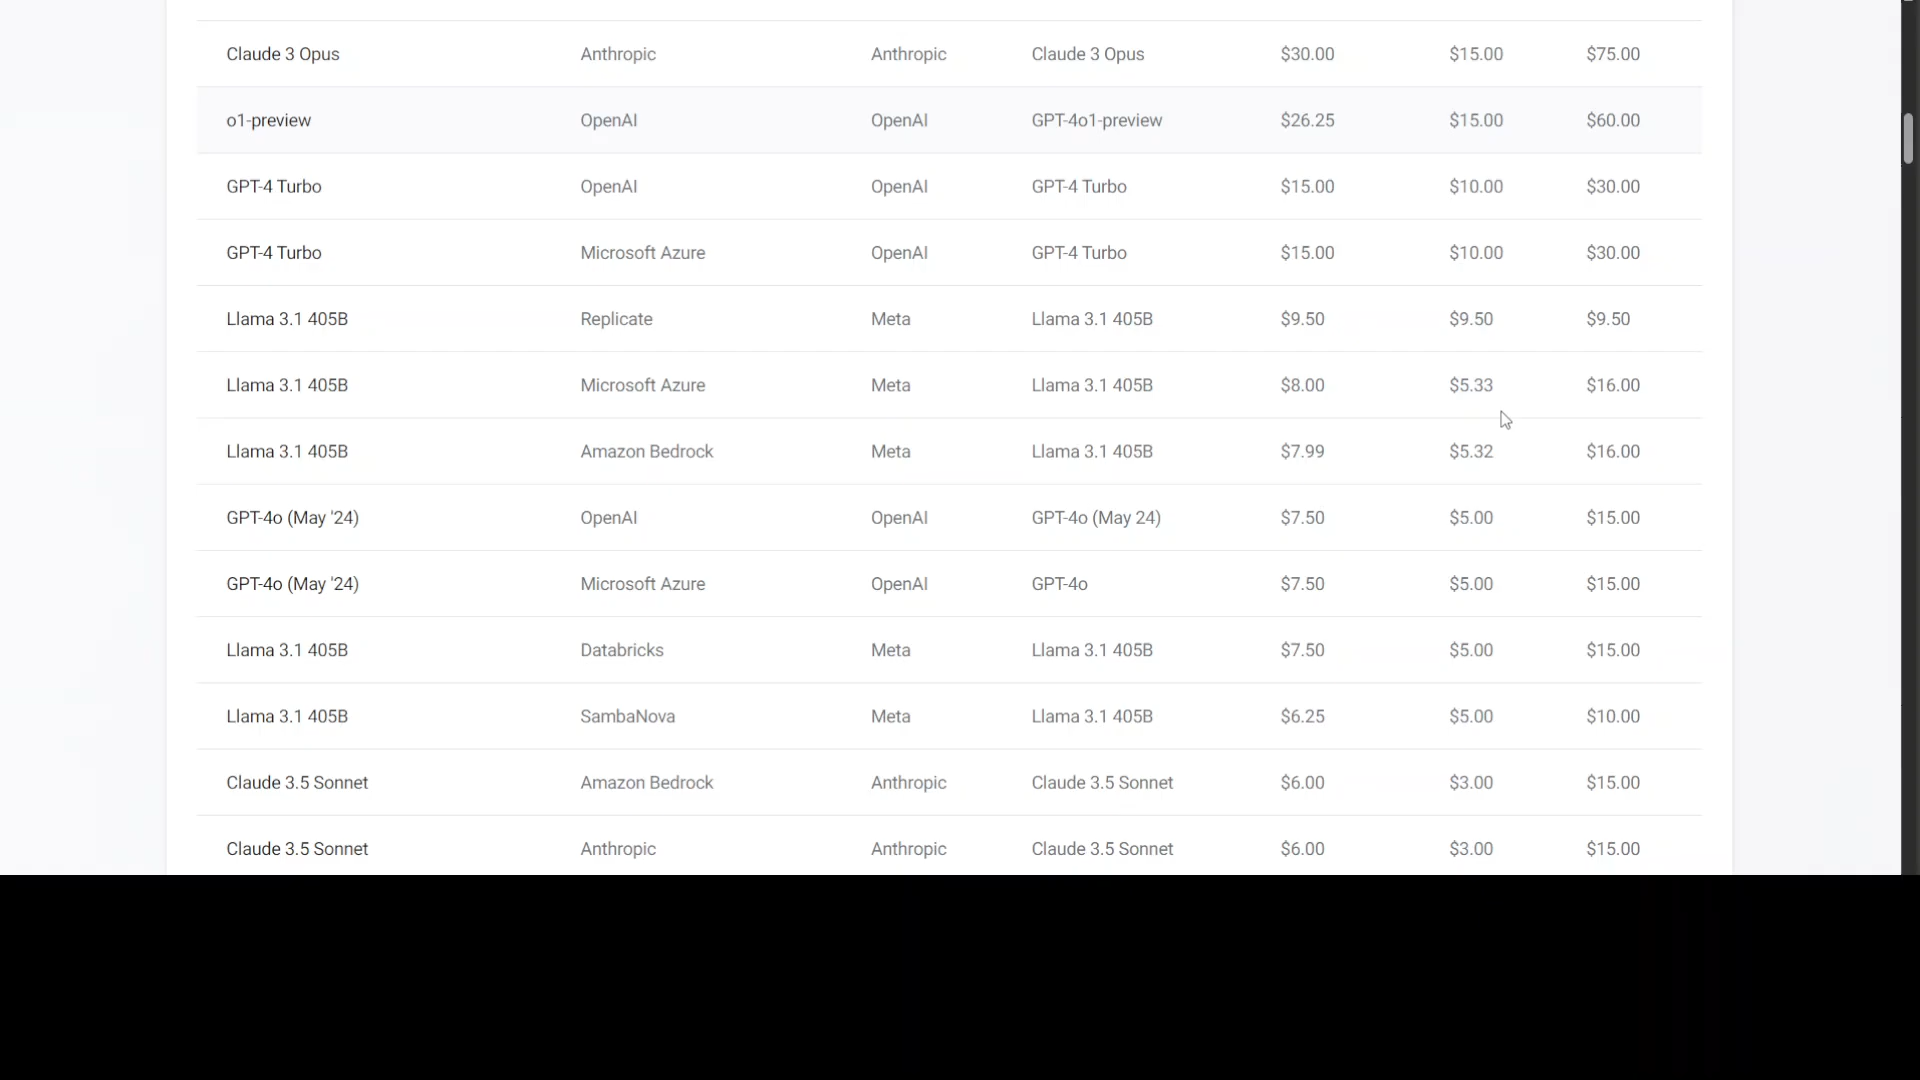 Claude 3 Opus Anthropic Anthropic Claude 3 Opus $30.00 $15.00 $75.00
o1-preview OpenAI OpenAI GPT-4o1-preview $26.25 $15.00 $60.00
GPT-4 Turbo OpenAI OpenAI GPT-4 Turbo $15.00 $10.00 $30.00
GPT-4 Turbo Microsoft Azure OpenAI GPT-4 Turbo $15.00 $10.00 $30.00
Llama 3.1 405B Replicate Meta Llama 3.1 405B $9.50 $9.50 $9.50
Llama 3.1 405B Microsoft Azure Meta Llama 3.1 405B $8.00 $5.33 $16.00
Llama 3.1 405B Amazon Bedrock Meta Llama 3.1 405B $7.99 $5.32 $16.00
GPT-4o (May '24) OpenAI OpenAI GPT-4o (May 24) $7.50 $5.00 $15.00
GPT-4o (May '24) Microsoft Azure OpenAI GPT-4o $7.50 $5.00 $15.00
Llama 3.1 405B Databricks Meta Llama 3.1 405B $7.50 $5.00 $15.00
Llama 3.1 405B SambaNova Meta Llama 3.1 405B $6.25 $5.00 $10.00
Claude 3.5 Sonnet Amazon Bedrock Anthropic Claude 3.5 Sonnet $6.00 $3.00 $15.00
Claude 3.5 Sonnet Anthropic Anthropic Claude 3.5 Sonnet $6.00 $3.00 $15.00